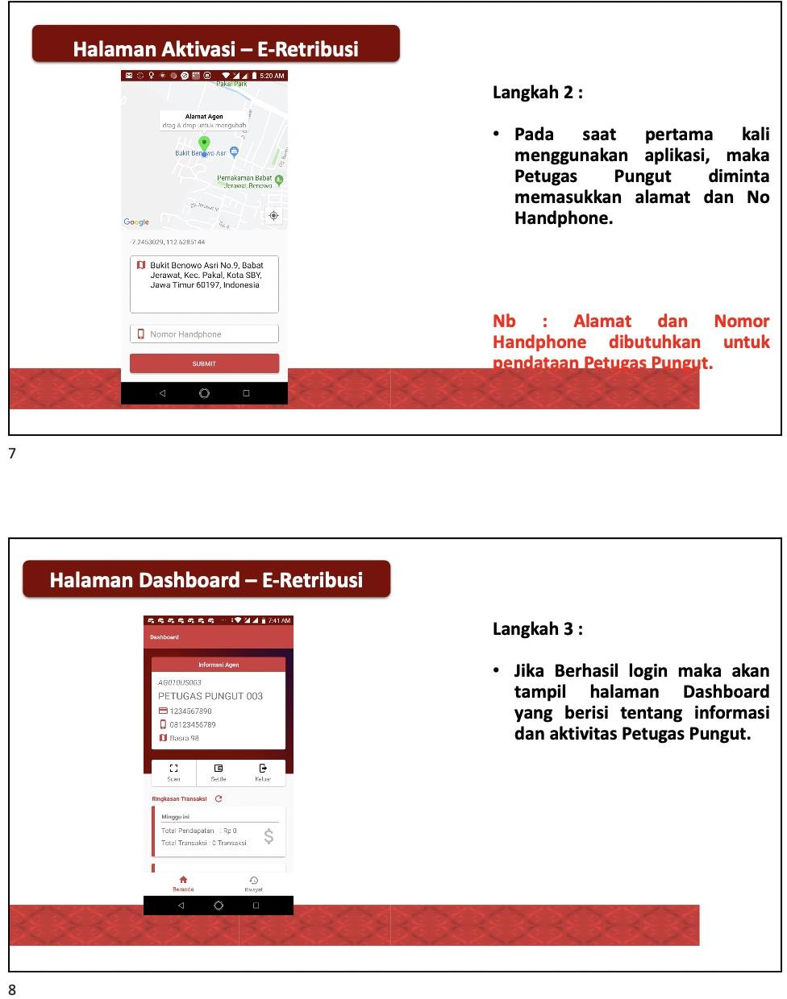 Halaman Aktivasi – E-Retribusi
5:20 AM
Pakal Park
Alamat Agen
drag & drop untuk mengubah
Bukit Benowo Asri
Pemakaman Babat
Jerawat Benowo
Google
-7.2453029, 112.6285144
Bukit Benowo Asri No.9, Babat
Jerawat, Kec. Pakal, Kota SBY,
Jawa Timur 60197, Indonesia
Nomor Handphone
SUBMIT
Langkah 2 :
• Pada saat pertama kali
menggunakan aplikasi, maka
Petugas Pungut diminta
memasukkan alamat dan No
Handphone.
Nb : Alamat dan Nomor
Handphone dibutuhkan untuk
pendataan Petugas Pungut.
7
Halaman Dashboard – E-Retribusi
7:41 AM
Dashboard
Informasi Agen
AG010US003
PETUGAS PUNGUT 003
1234567890
08123456789
Basra 98
Scan Settle Keluar
Ringkasan Transaksi
Minggu ini
Total Pendapatan : Rp 0
Total Transaksi : 0 Transaksi
Beranda Riwayat
Langkah 3 :
• Jika Berhasil login maka akan
tampil halaman Dashboard
yang berisi tentang informasi
dan aktivitas Petugas Pungut.
8